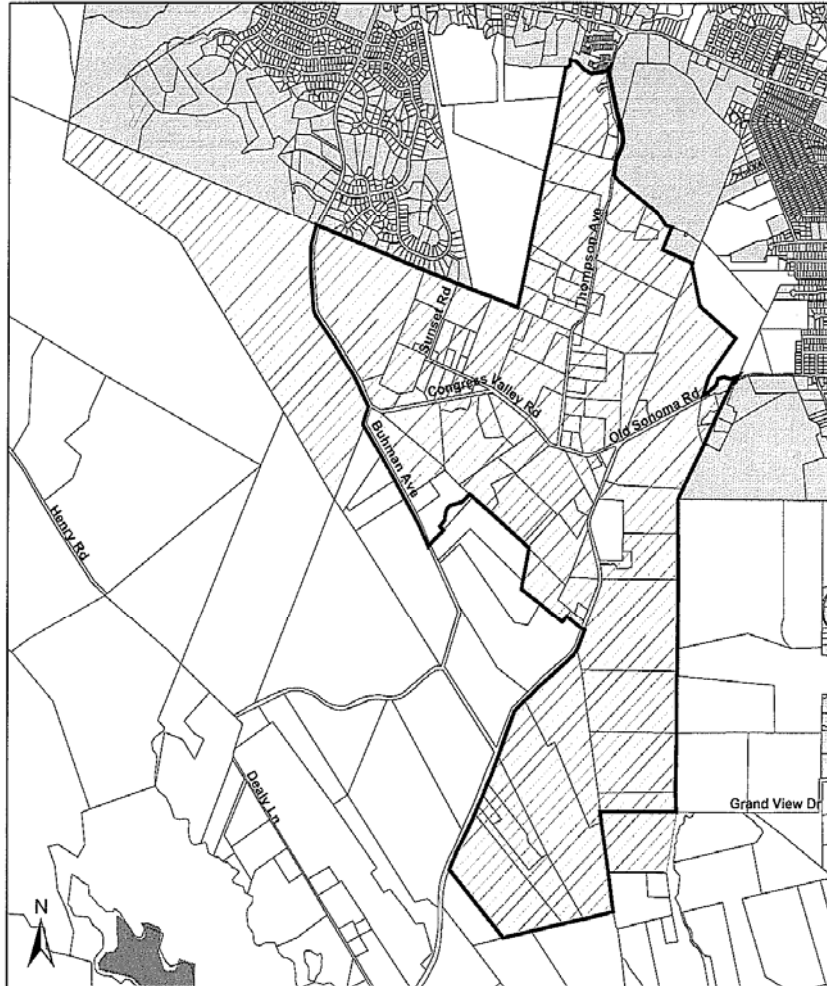 Thompson Ave
Sunset Rd
Congress Valley Rd
Old Sonoma Rd
Buhman Ave
Henry Rd
Dealy Ln
Grand View Dr
N